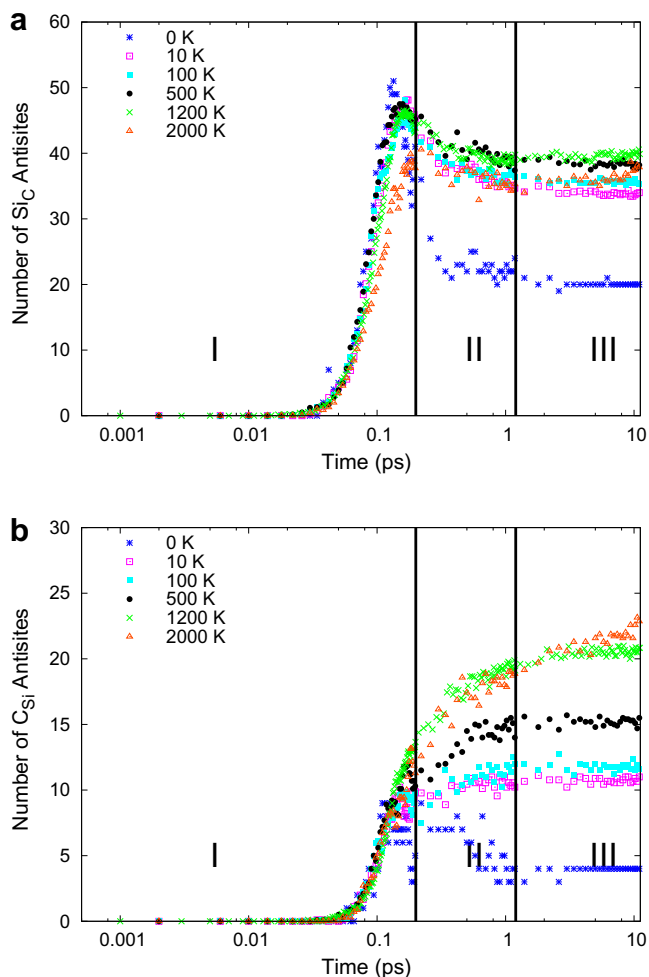 a
Number of Si_C Antisites
60
50
40
30
20
10
0
0 K
10 K
100 K
500 K
1200 K
2000 K
I
II
III
0.001
0.01
0.1
1
10
Time (ps)
b
Number of C_Si Antisites
30
25
20
15
10
5
0
0 K
10 K
100 K
500 K
1200 K
2000 K
I
II
III
0.001
0.01
0.1
1
10
Time (ps)